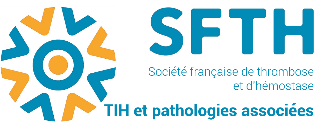 SFTH
Société française de thrombose
et d'hémostase
TIH et pathologies associées